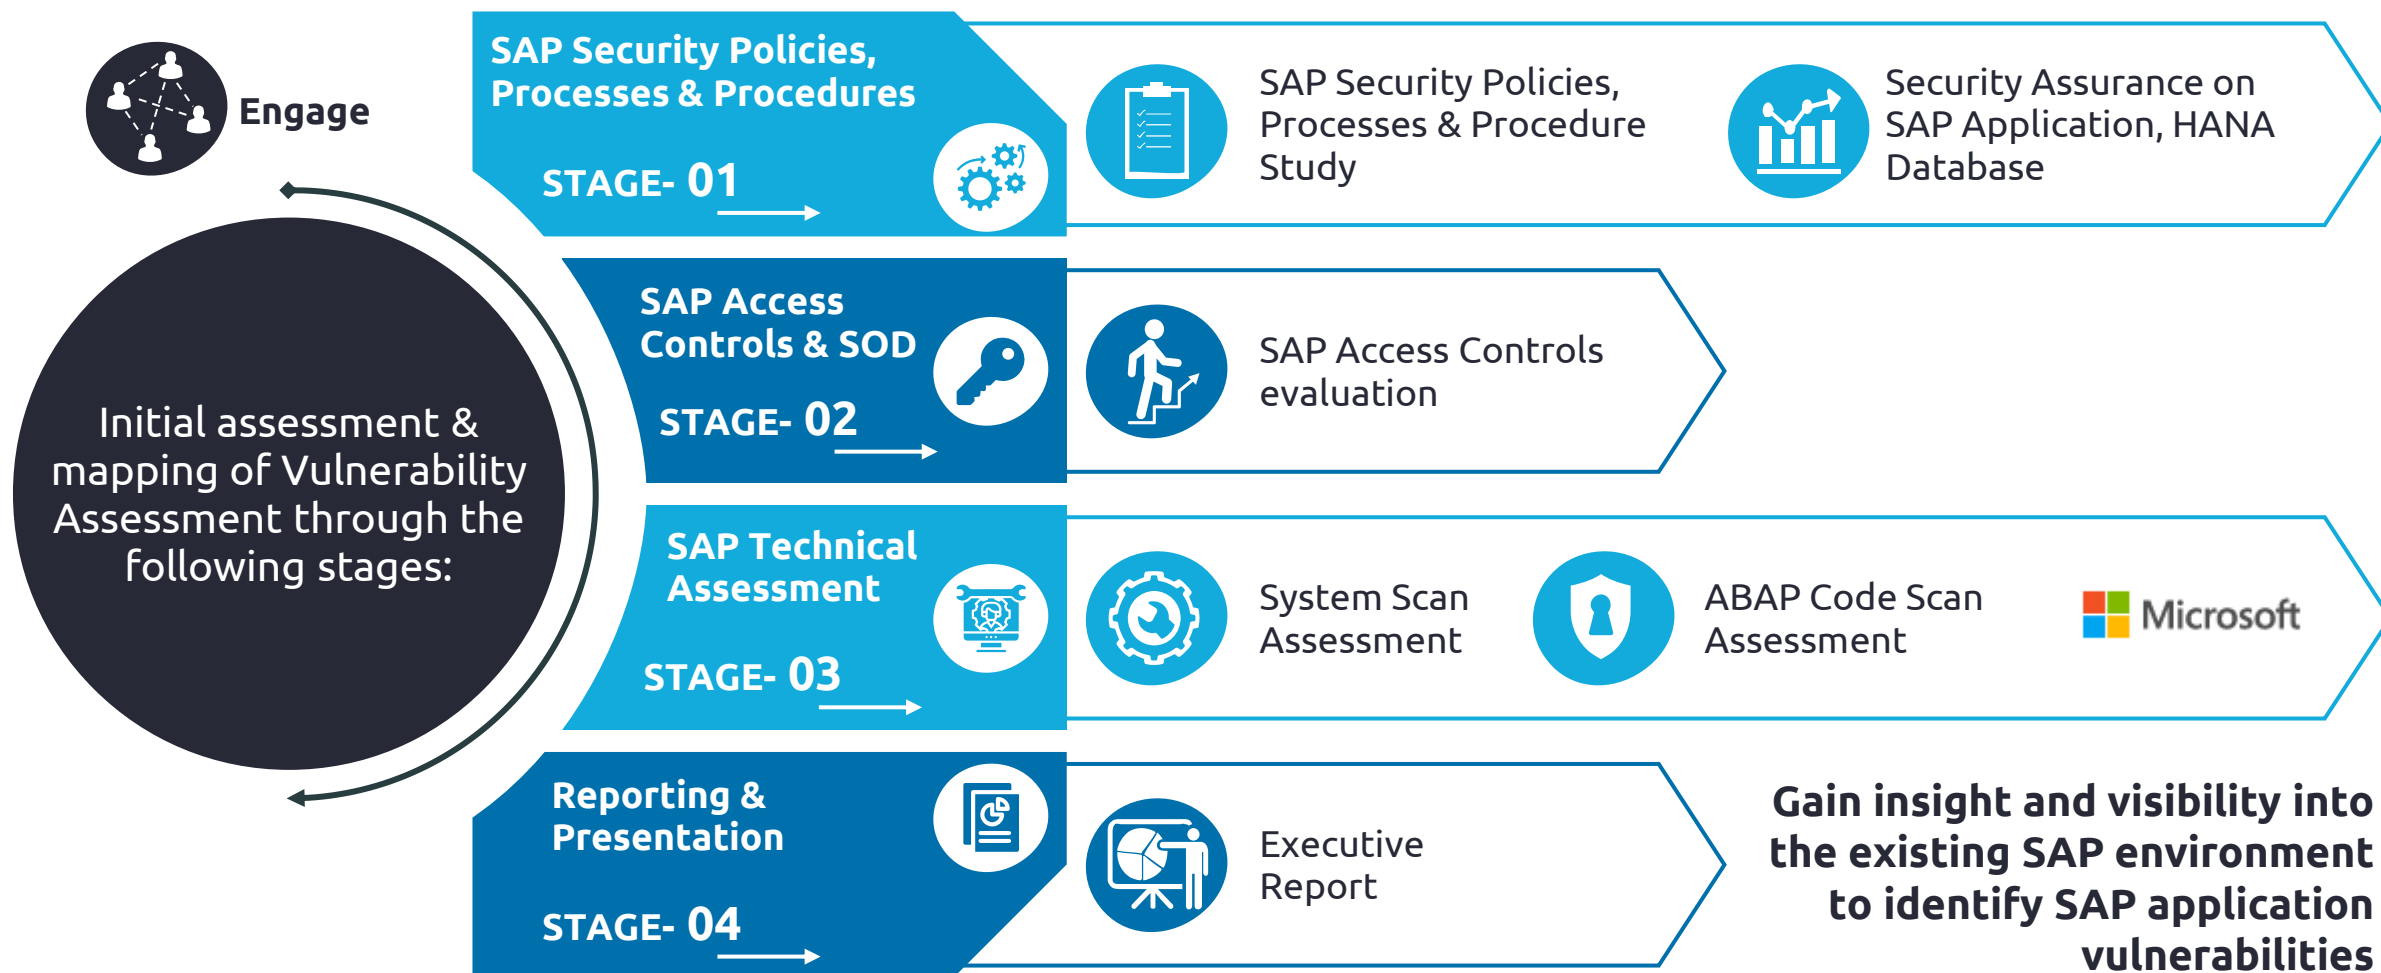 Engage
Initial assessment &
mapping of Vulnerability
Assessment through the
following stages:
SAP Security Policies,
Processes & Procedures
STAGE- 01
SAP Security Policies,
Processes & Procedure
Study
Security Assurance on
SAP Application, HANA
Database
SAP Access
Controls & SOD
STAGE- 02
SAP Access Controls
evaluation
SAP Technical
Assessment
STAGE- 03
System Scan
Assessment
ABAP Code Scan
Assessment
Microsoft
Reporting &
Presentation
STAGE- 04
Executive
Report
Gain insight and visibility into
the existing SAP environment
to identify SAP application
vulnerabilities